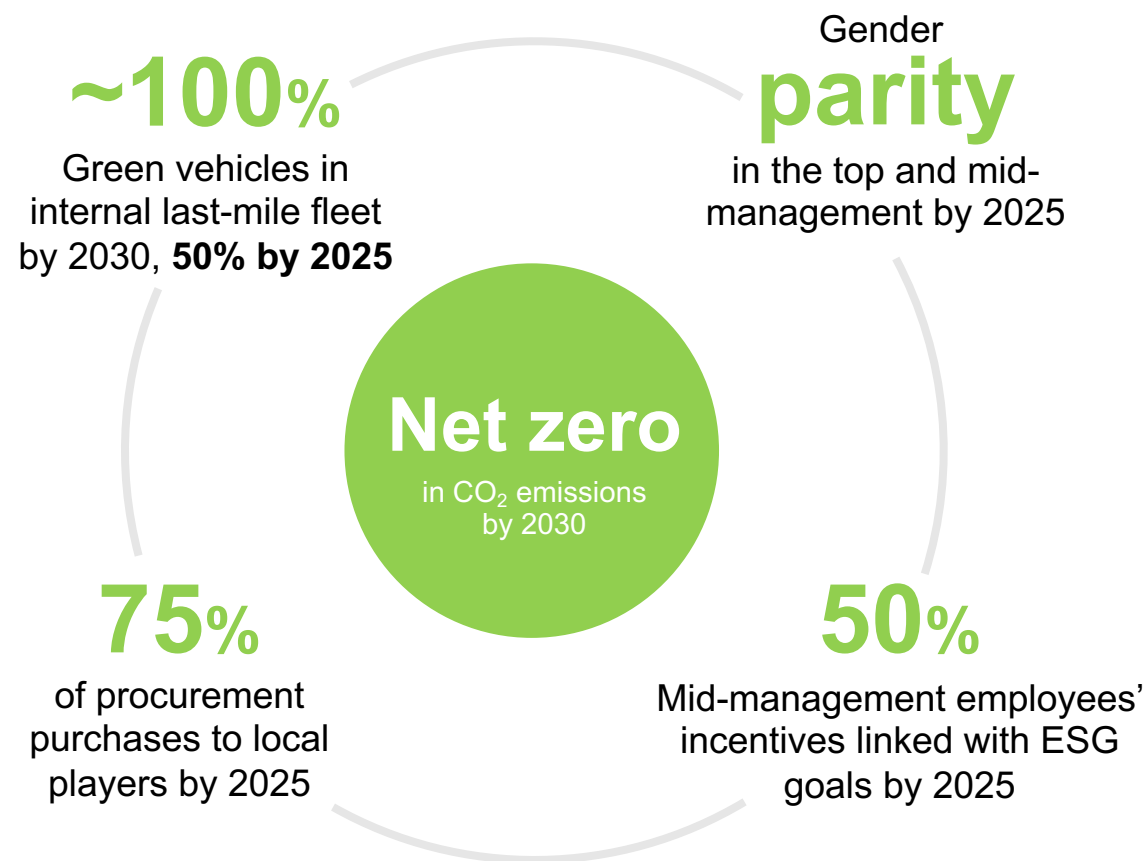 ~100%
Green vehicles in
internal last-mile fleet
by 2030, 50% by 2025
Gender
parity
in the top and mid-
management by 2025
Net zero
in CO₂ emissions
by 2030
75%
of procurement
purchases to local
players by 2025
50%
Mid-management employees’
incentives linked with ESG
goals by 2025